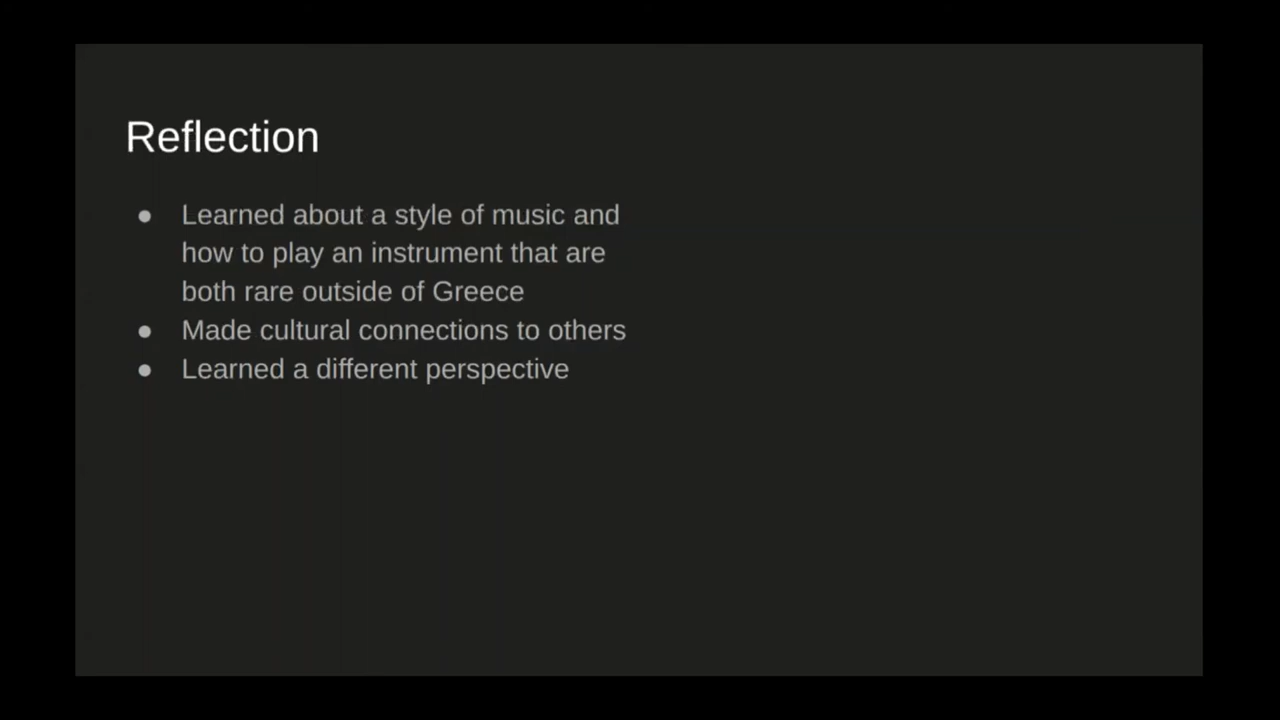 Reflection
● Learned about a style of music and
how to play an instrument that are
both rare outside of Greece
● Made cultural connections to others
● Learned a different perspective